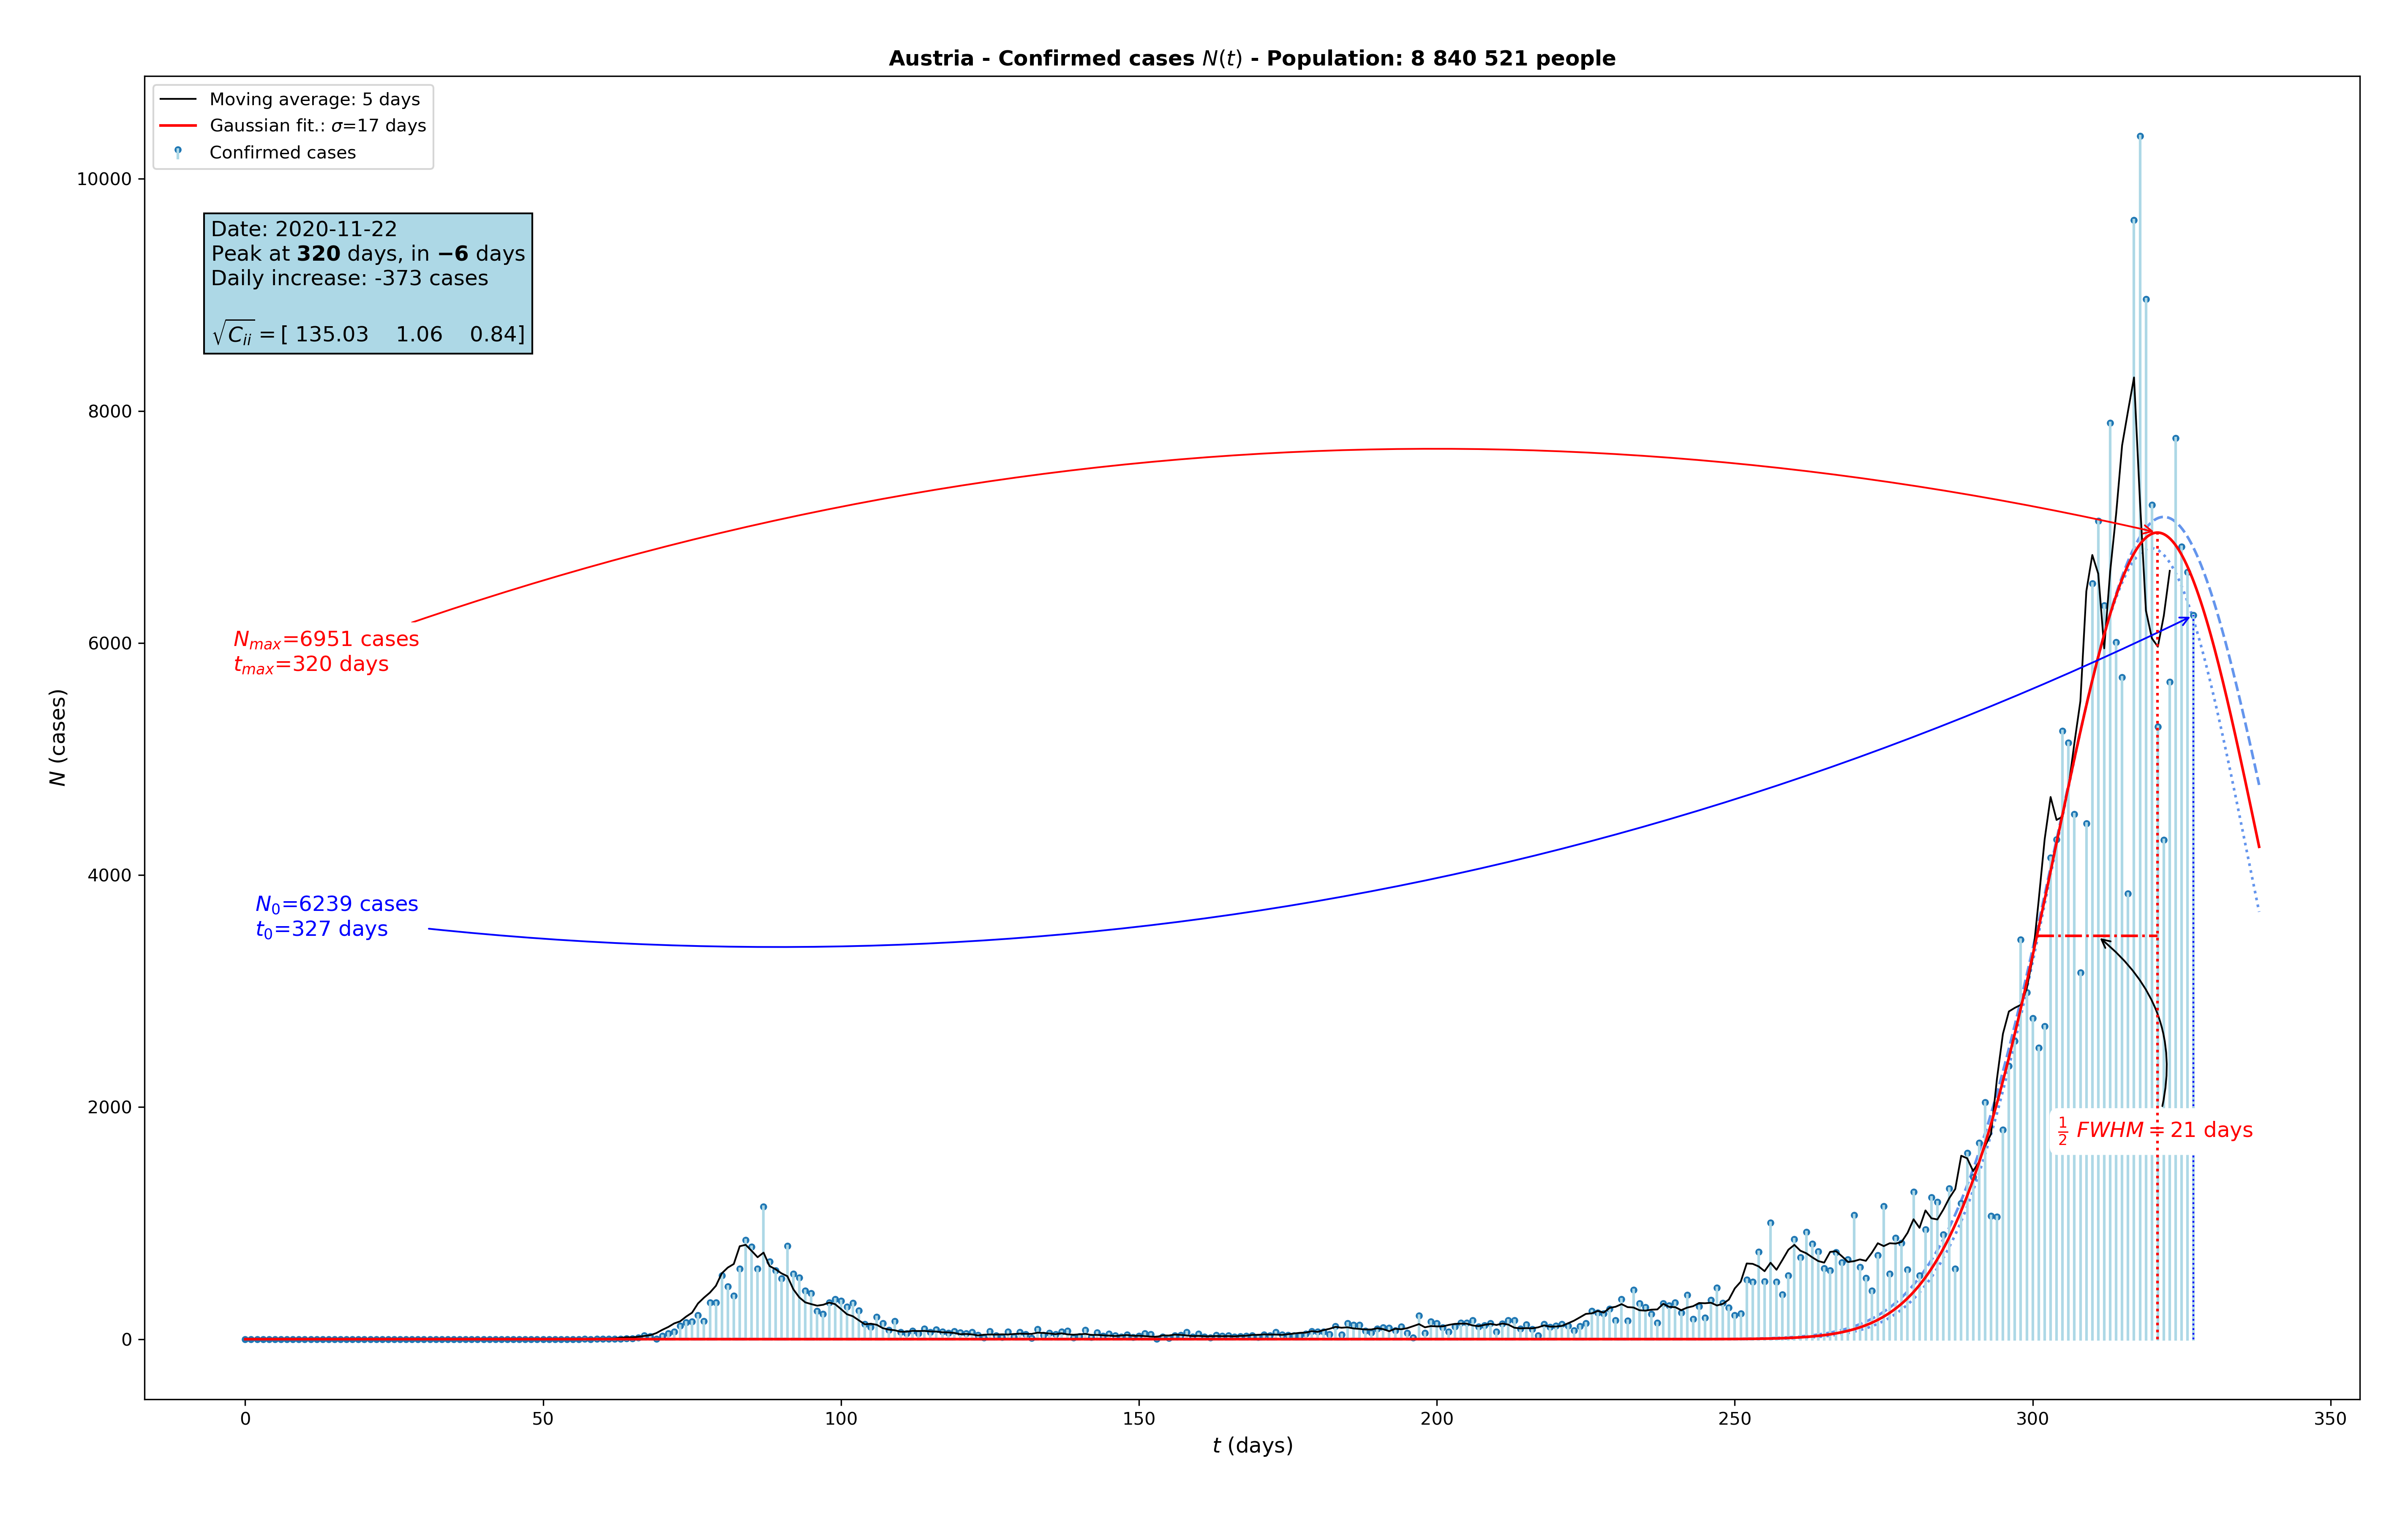 Austria - Confirmed cases N(t) - Population: 8 840 521 people
Moving average: 5 days
Gaussian fit.: σ=17 days
Confirmed cases
Date: 2020-11-22
Peak at 320 days, in −6 days
Daily increase: -373 cases
√C_ii = [ 135.03 1.06 0.84]
N_max=6951 cases
t_max=320 days
N_0=6239 cases
t_0=327 days
1/2 FWHM = 21 days
N (cases)
10000
8000
6000
4000
2000
0
0 50 100 150 200 250 300 350
t (days)